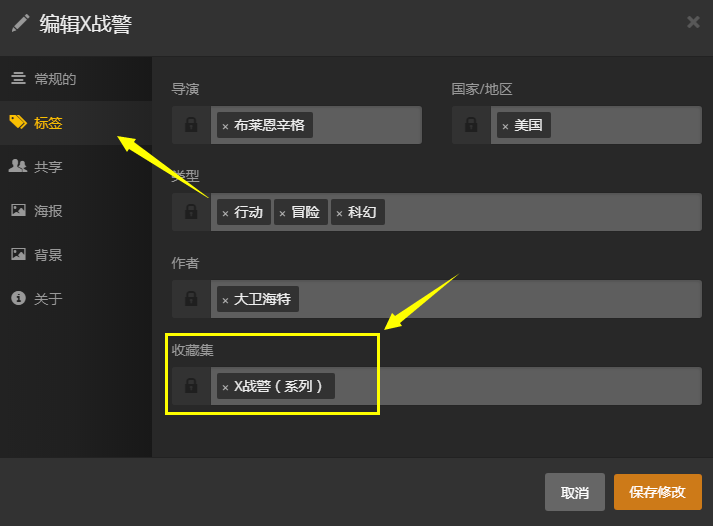 编辑X战警
×
常规的
标签
共享
海报
背景
关于
导演
国家/地区
× 布莱恩辛格
× 美国
类型
× 行动 × 冒险 × 科幻
作者
× 大卫海特
收藏集
× X战警（系列）
取消
保存修改